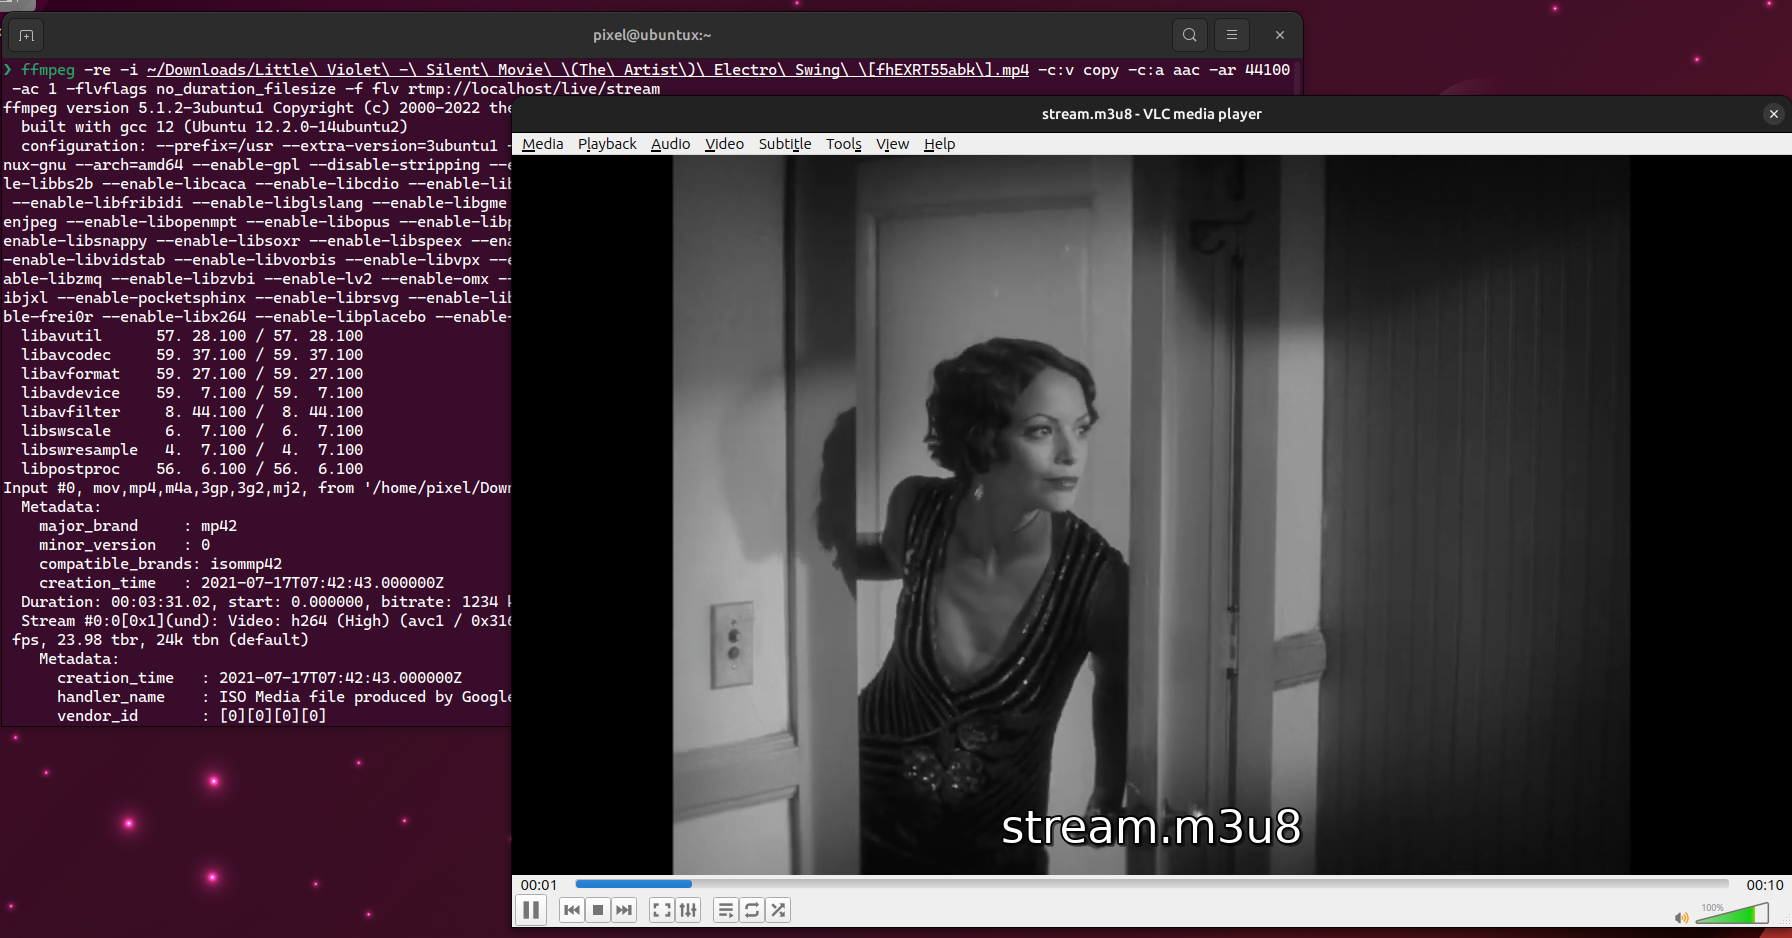 pixel@ubuntux:~
❯ ffmpeg -re -i ~/Downloads/Little\ Violet\ -\ Silent\ Movie\ \(The\ Artist\)\ Electro\ Swing\ \[fhEXRT55abk\].mp4 -c:v copy -c:a aac -ar 44100
-ac 1 -flvflags no_duration_filesize -f flv rtmp://localhost/live/stream
ffmpeg version 5.1.2-3ubuntu1 Copyright (c) 2000-2022 the
built with gcc 12 (Ubuntu 12.2.0-14ubuntu2)
configuration: --prefix=/usr --extra-version=3ubuntu1 -
nux-gnu --arch=amd64 --enable-gpl --disable-stripping --e
le-libbs2b --enable-libcaca --enable-libcdio --enable-lib
--enable-libfribidi --enable-libglslang --enable-libgme
enjpeg --enable-libopenmpt --enable-libopus --enable-libp
enable-libsnappy --enable-libsoxr --enable-libspeex --ena
-enable-libvidstab --enable-libvorbis --enable-libvpx --e
able-libzmq --enable-libzvbi --enable-lv2 --enable-omx --
ibjxl --enable-pocketsphinx --enable-librsvg --enable-lib
ble-frei0r --enable-libx264 --enable-libplacebo --enable-
libavutil 57. 28.100 / 57. 28.100
libavcodec 59. 37.100 / 59. 37.100
libavformat 59. 27.100 / 59. 27.100
libavdevice 59. 7.100 / 59. 7.100
libavfilter 8. 44.100 / 8. 44.100
libswscale 6. 7.100 / 6. 7.100
libswresample 4. 7.100 / 4. 7.100
libpostproc 56. 6.100 / 56. 6.100
Input #0, mov,mp4,m4a,3gp,3g2,mj2, from '/home/pixel/Down
Metadata:
major_brand : mp42
minor_version : 0
compatible_brands: isommp42
creation_time : 2021-07-17T07:42:43.000000Z
Duration: 00:03:31.02, start: 0.000000, bitrate: 1234 k
Stream #0:0[0x1](und): Video: h264 (High) (avc1 / 0x316
fps, 23.98 tbr, 24k tbn (default)
Metadata:
creation_time : 2021-07-17T07:42:43.000000Z
handler_name : ISO Media file produced by Google
vendor_id : [0][0][0][0]
stream.m3u8 - VLC media player
Media Playback Audio Video Subtitle Tools View Help
stream.m3u8
00:01 00:10
100%